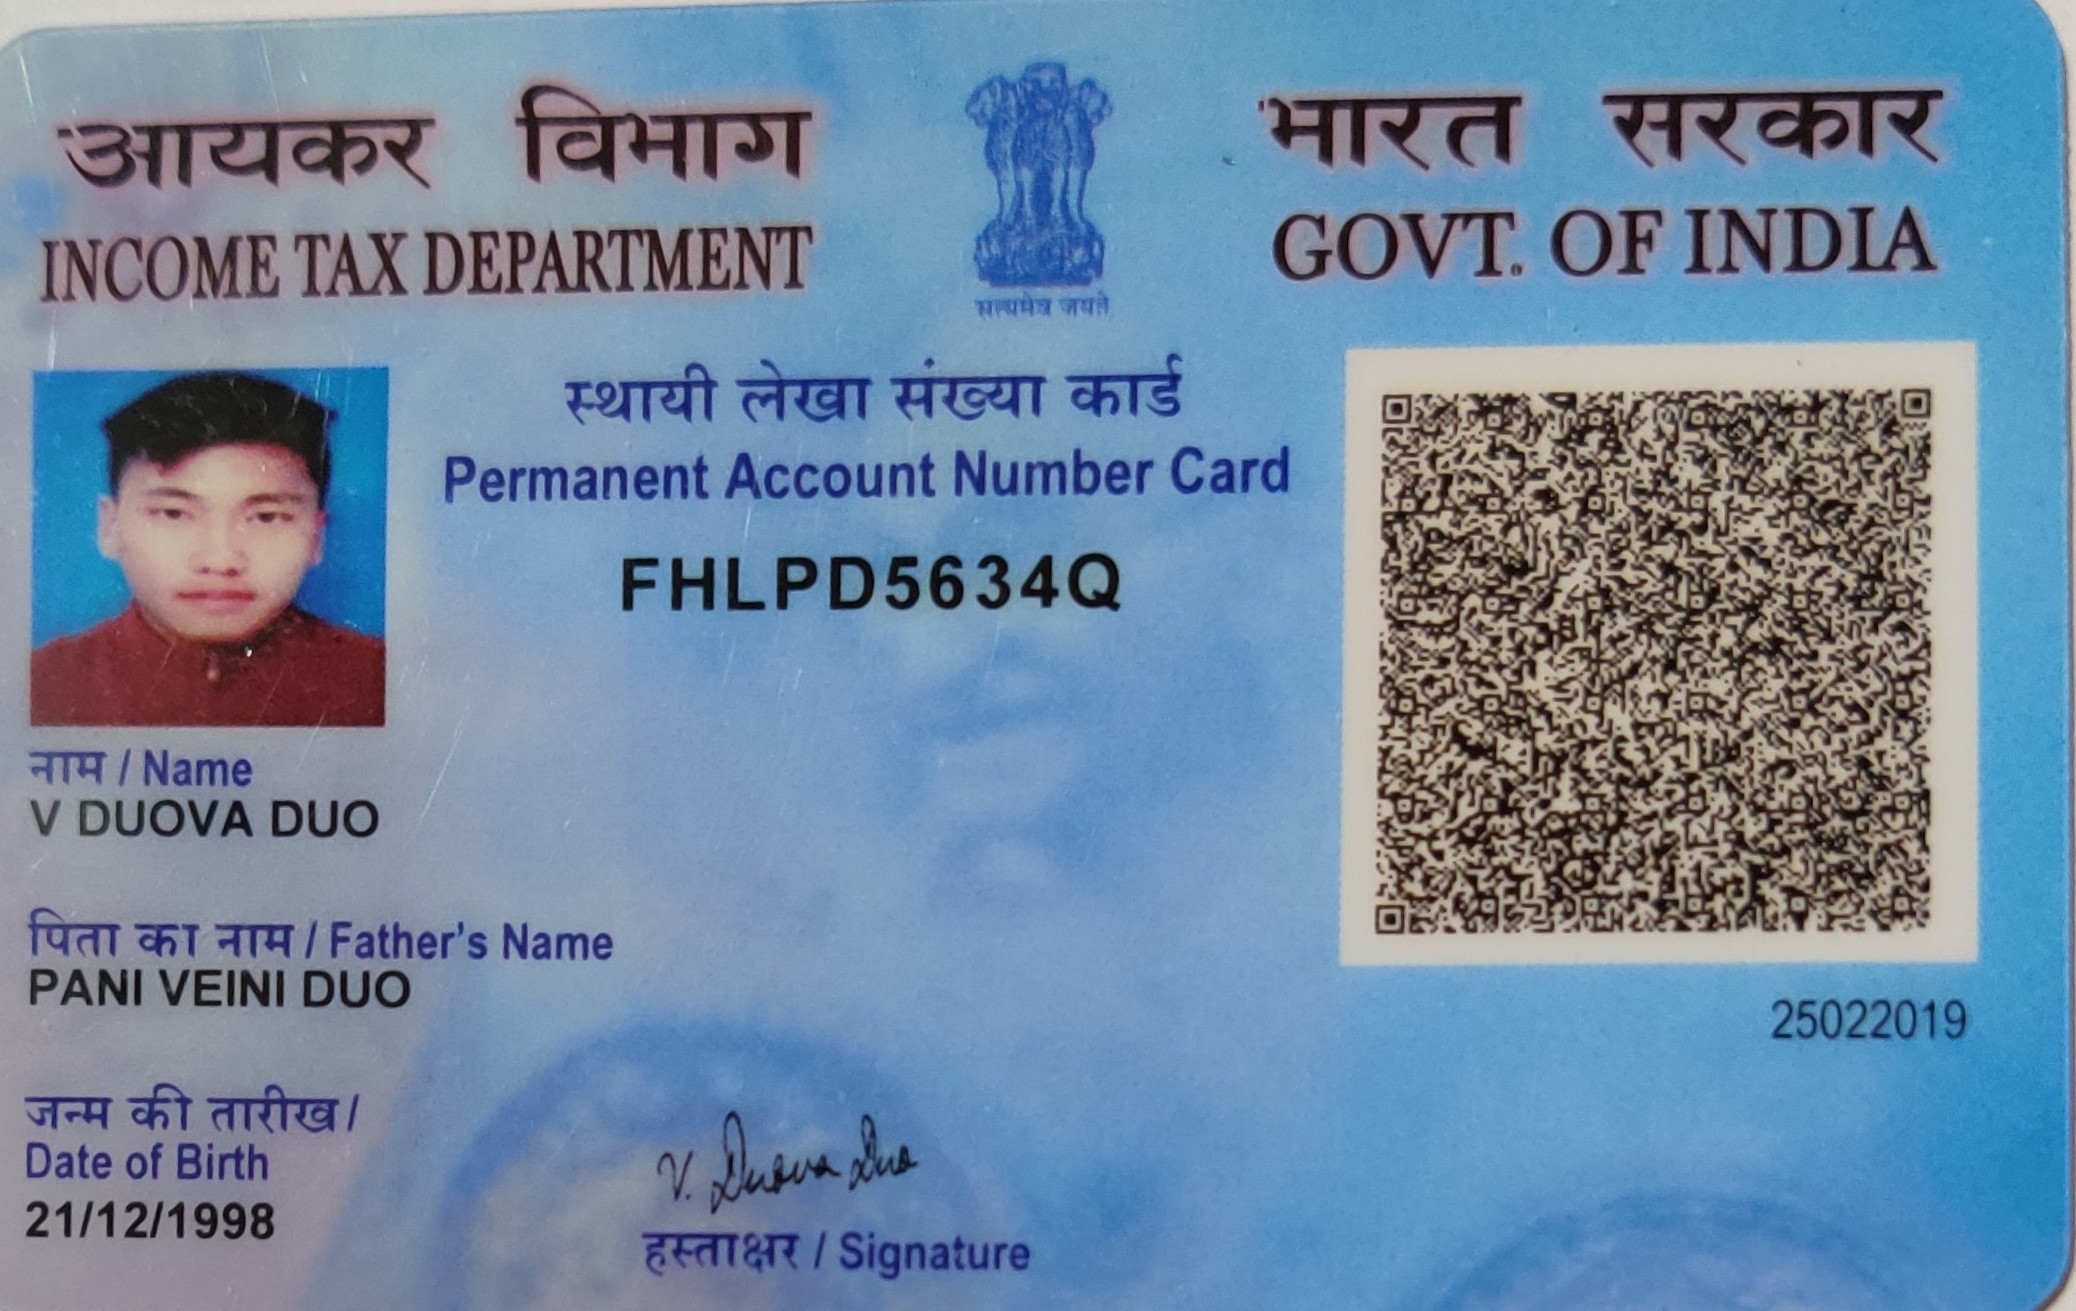 आयकर विभाग
INCOME TAX DEPARTMENT
सत्यमेव जयते
भारत सरकार
GOVT. OF INDIA
स्थायी लेखा संख्या कार्ड
Permanent Account Number Card
FHLPD5634Q
नाम / Name
V DUOVA DUO
पिता का नाम / Father's Name
PANI VEINI DUO
25022019
जन्म की तारीख /
Date of Birth
21/12/1998
V. Duova Duo
हस्ताक्षर / Signature